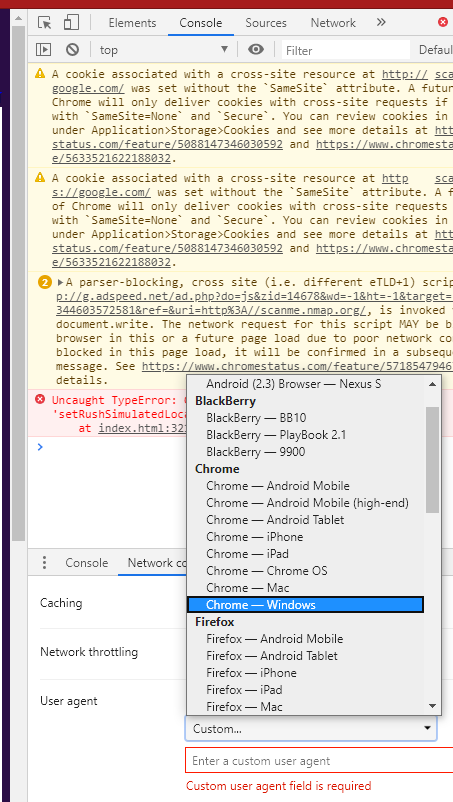 Elements Console Sources Network »
top ▼ Filter Defaul
A cookie associated with a cross-site resource at http:// sca
google.com/ was set without the `SameSite` attribute. A futur
Chrome will only deliver cookies with cross-site requests if
with `SameSite=None` and `Secure`. You can review cookies in
under Application>Storage>Cookies and see more details at htt
status.com/feature/5088147346030592 and https://www.chromesta
e/5633521622188032.
A cookie associated with a cross-site resource at http sca
s://google.com/ was set without the `SameSite` attribute. A f
of Chrome will only deliver cookies with cross-site requests
with `SameSite=None` and `Secure`. You can review cookies in
under Application>Storage>Cookies and see more details at htt
status.com/feature/5088147346030592 and https://www.chromesta
e/5633521622188032.
2 ▶A parser-blocking, cross site (i.e. different eTLD+1) scrip
p://g.adspeed.net/ad.php?do=js&zid=14678&wd=-1&ht=-1&target=
344603572581&ref=&uri=http%3A//scanme.nmap.org/, is invoked
document.write. The network request for this script MAY be b
browser in this or a future page load due to poor network co
blocked in this page load, it will be confirmed in a subsequ
message. See https://www.chromestatus.com/feature/5718547946
details.
Uncaught TypeError:
'setRushSimulatedLoca
at index.html:32
Android (2.3) Browser — Nexus S
BlackBerry
BlackBerry — BB10
BlackBerry — PlayBook 2.1
BlackBerry — 9900
Chrome
Chrome — Android Mobile
Chrome — Android Mobile (high-end)
Chrome — Android Tablet
Chrome — iPhone
Chrome — iPad
Chrome — Chrome OS
Chrome — Mac
Chrome — Windows
Firefox
Firefox — Android Mobile
Firefox — Android Tablet
Firefox — iPhone
Firefox — iPad
Firefox — Mac
Console Network co
Caching
Network throttling
User agent
Custom...
Enter a custom user agent
Custom user agent field is required